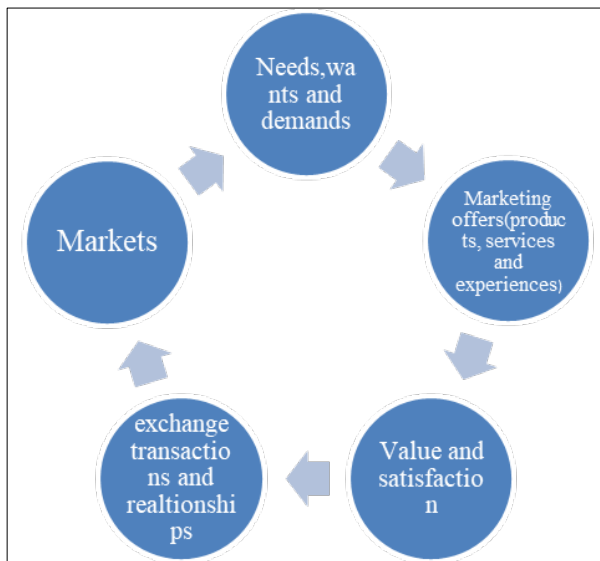 Needs,wa
nts and
demands
Marketing
offers(produc
ts, services
and
experiences)
Value and
satisfactio
n
exchange
transactio
ns and
realtionshi
ps
Markets